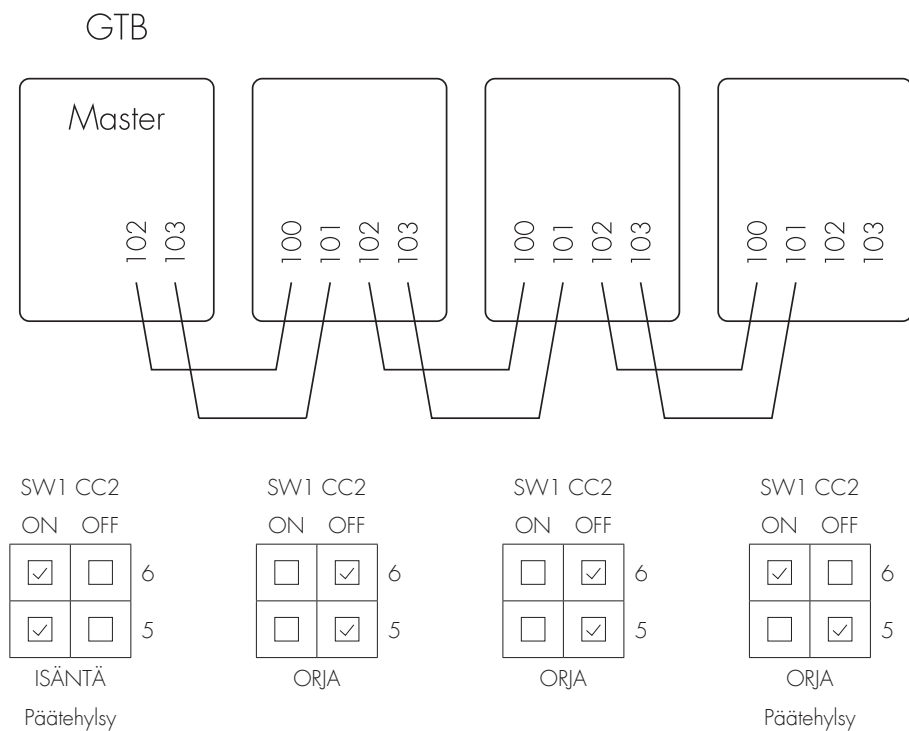 GTB
Master
102 103 100 101 102 103 100 101 102 103 100 101 102 103
SW1 CC2 SW1 CC2 SW1 CC2 SW1 CC2
ON OFF ON OFF ON OFF ON OFF
6 6 6 6
5 5 5 5
ISÄNTÄ ORJA ORJA ORJA
Päätehylsy Päätehylsy